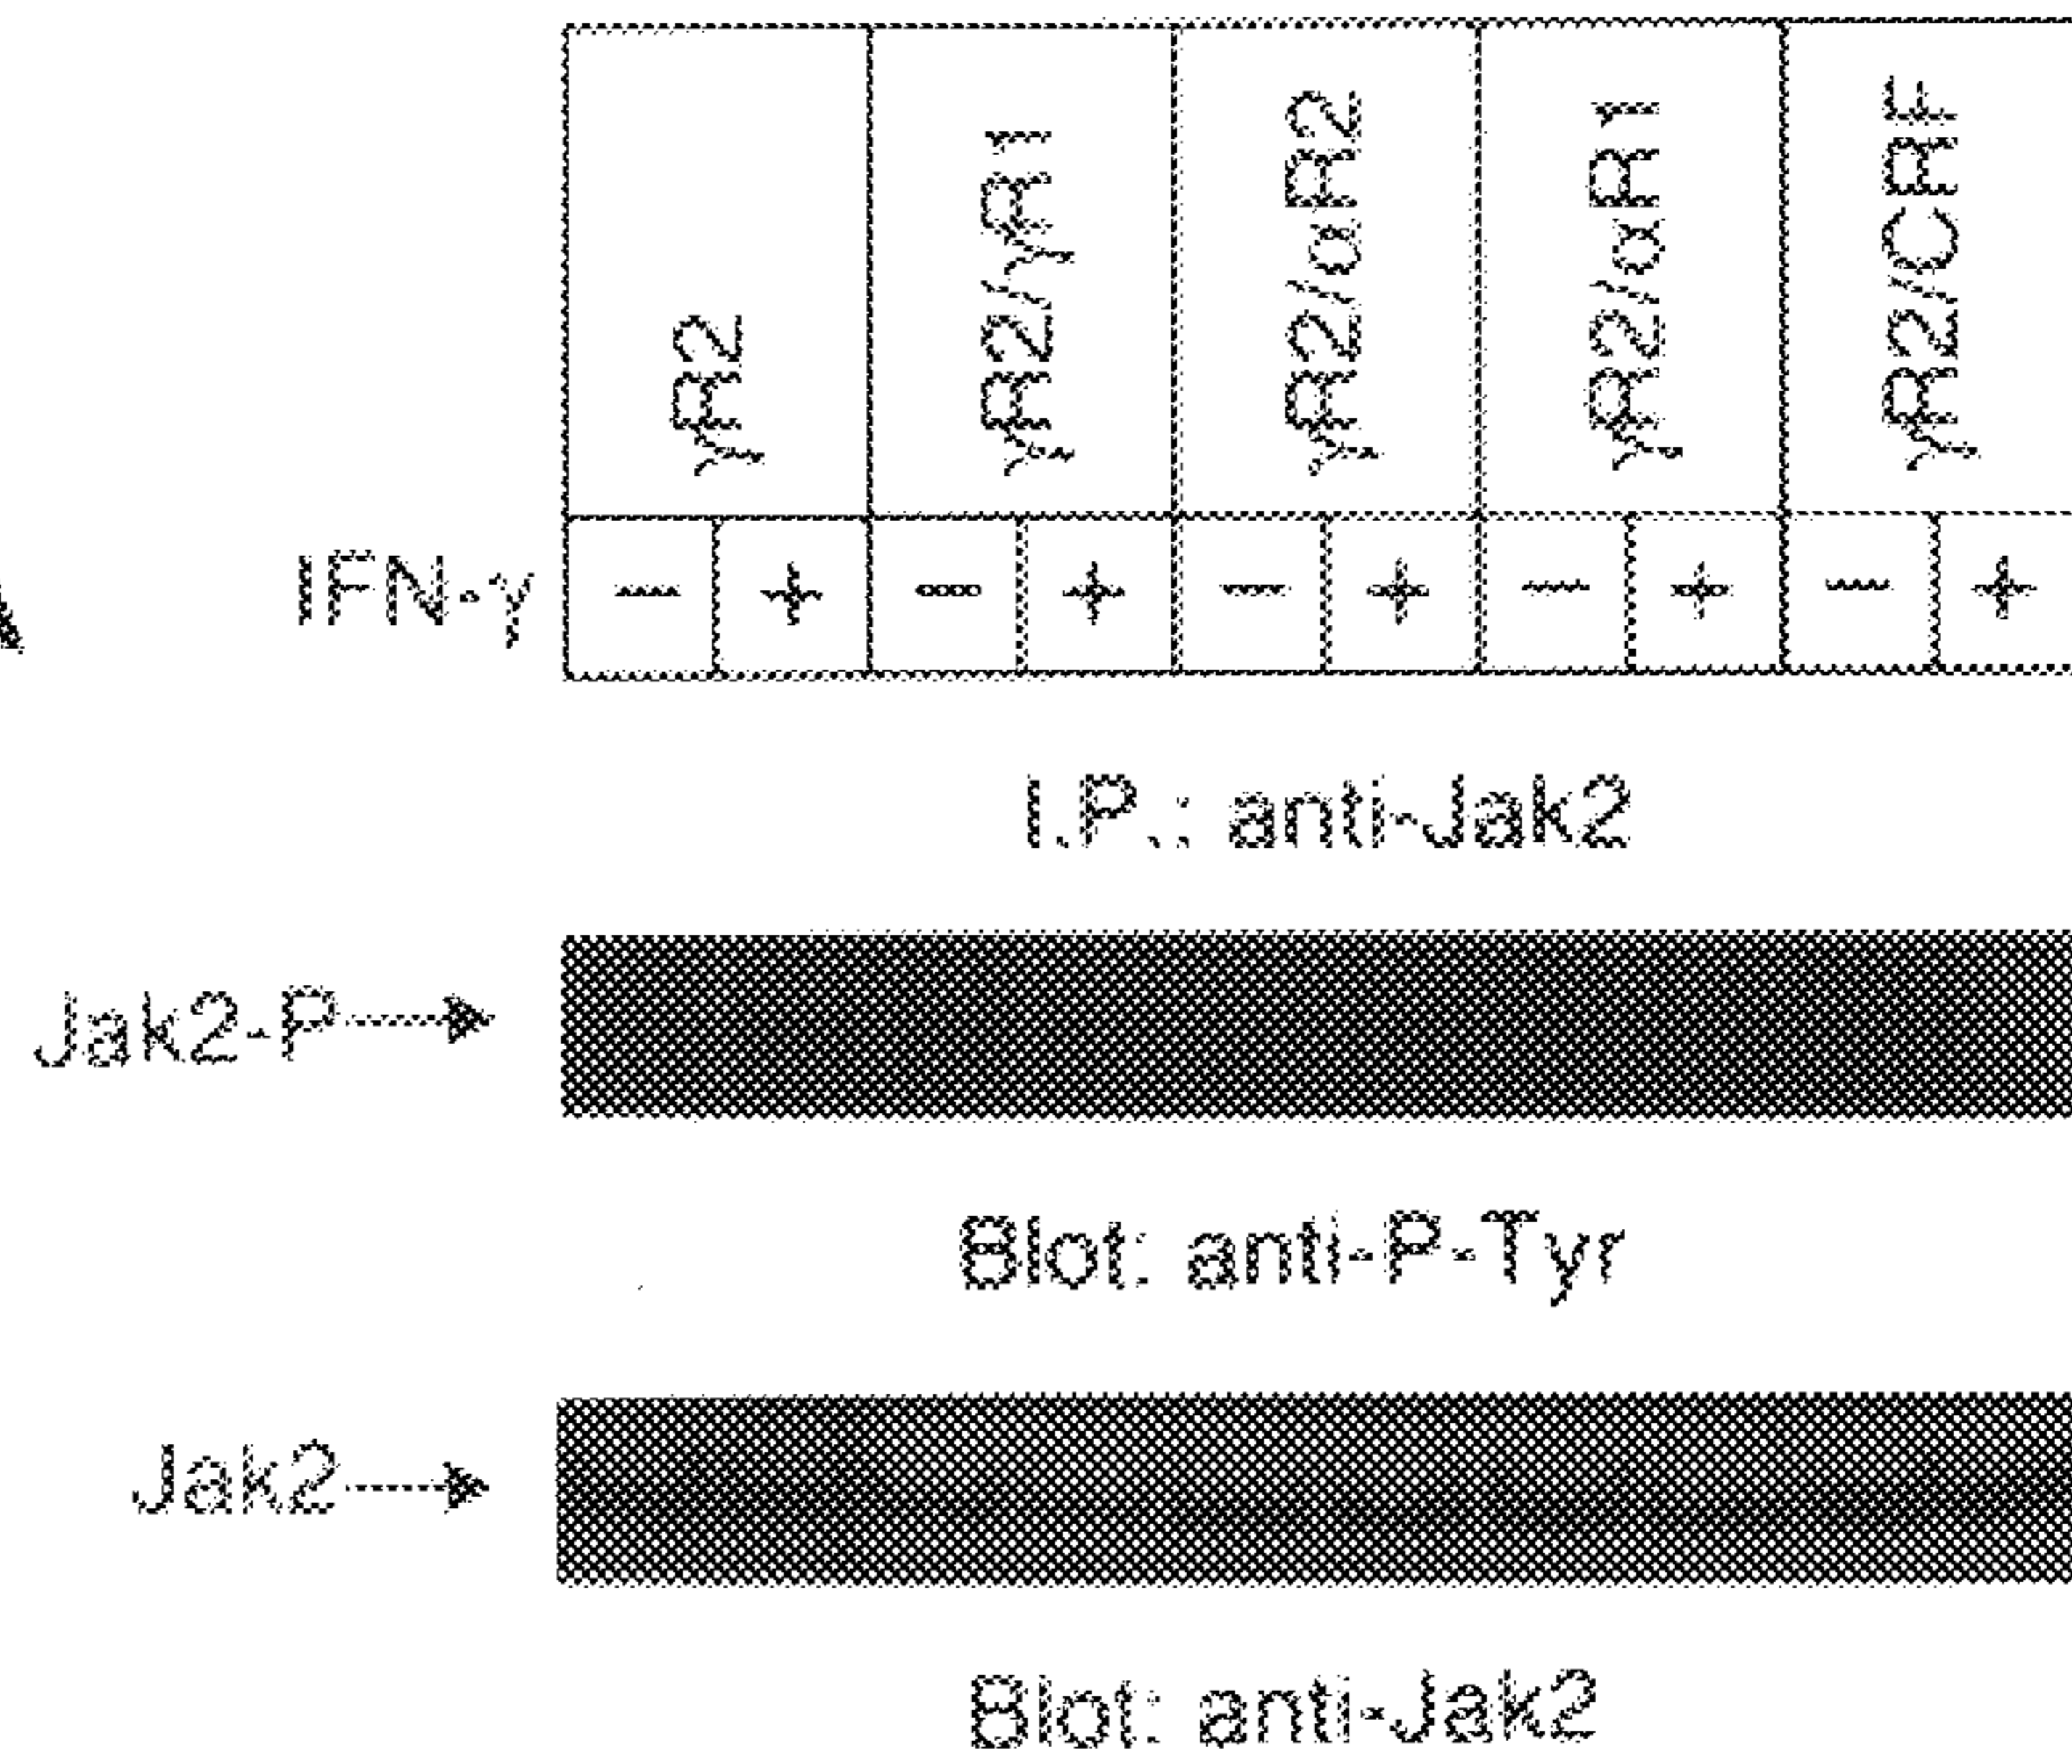 γR2
γR2/γR1
γR2/αR2
γR2/αR1
γR2/CRF
IFN-γ − + − + − + − + − +
I.P.: anti-Jak2
Jak2-P
Blot: anti-P-Tyr
Jak2
Blot: anti-Jak2